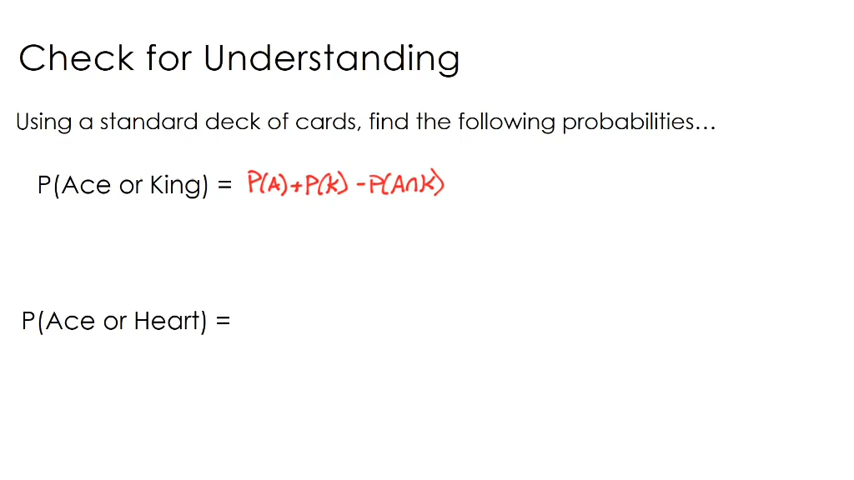 Check for Understanding
Using a standard deck of cards, find the following probabilities…
P(Ace or King) = P(A)+P(K) -P(A∩K)
P(Ace or Heart) =